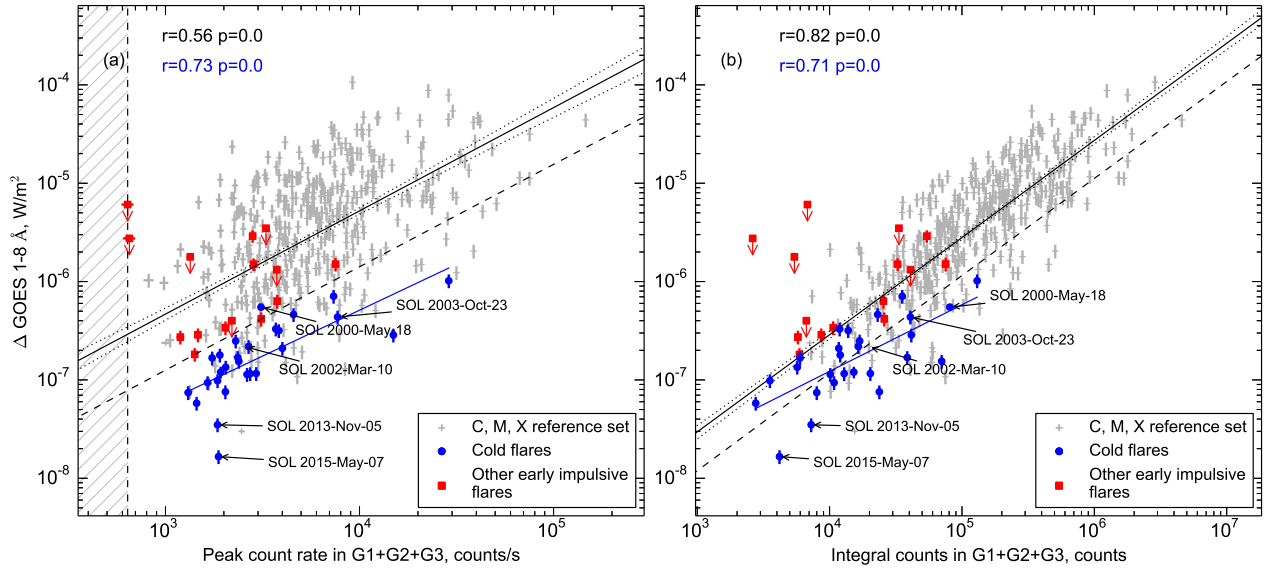 r=0.56 p=0.0
(a)
r=0.73 p=0.0
10⁻⁴
10⁻⁵
10⁻⁶
10⁻⁷
10⁻⁸
Δ GOES 1-8 Å, W/m²
SOL 2003-Oct-23
SOL 2000-May-18
SOL 2002-Mar-10
SOL 2013-Nov-05
SOL 2015-May-07
C, M, X reference set
Cold flares
Other early impulsive
flares
10³
10⁴
10⁵
Peak count rate in G1+G2+G3, counts/s
r=0.82 p=0.0
(b)
r=0.71 p=0.0
10⁻⁴
10⁻⁵
10⁻⁶
10⁻⁷
10⁻⁸
SOL 2000-May-18
SOL 2003-Oct-23
SOL 2002-Mar-10
SOL 2013-Nov-05
SOL 2015-May-07
C, M, X reference set
Cold flares
Other early impulsive
flares
10³
10⁴
10⁵
10⁶
10⁷
Integral counts in G1+G2+G3, counts